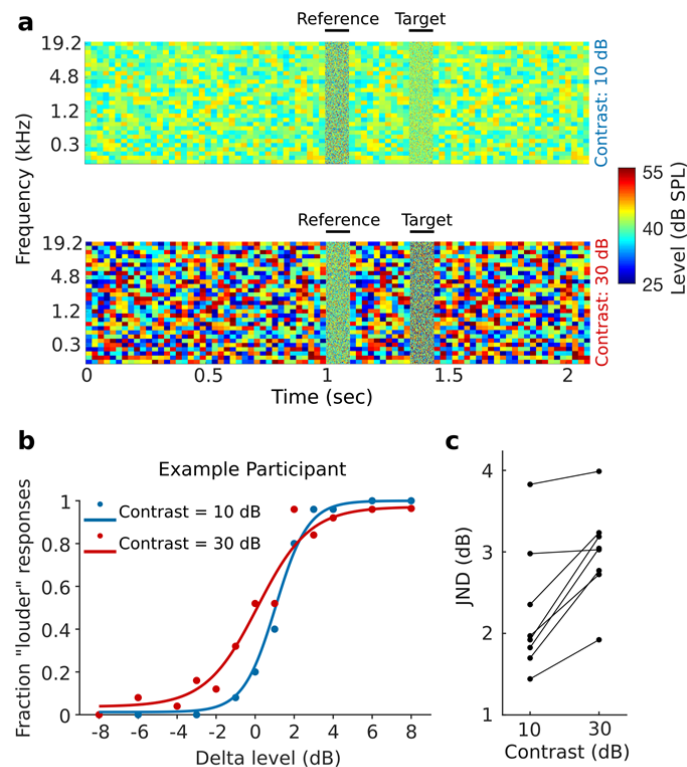 a
Reference Target
19.2
4.8
1.2
0.3
Contrast: 10 dB
Frequency (kHz)
Reference Target
19.2
4.8
1.2
0.3
Contrast: 30 dB
55
40
25
Level (dB SPL)
0 0.5 1 1.5 2
Time (sec)
b
Example Participant
Contrast = 10 dB
Contrast = 30 dB
1
0.8
0.6
0.4
0.2
0
Fraction "louder" responses
-8 -6 -4 -2 0 2 4 6 8
Delta level (dB)
c
4
3
2
1
JND (dB)
10 30
Contrast (dB)